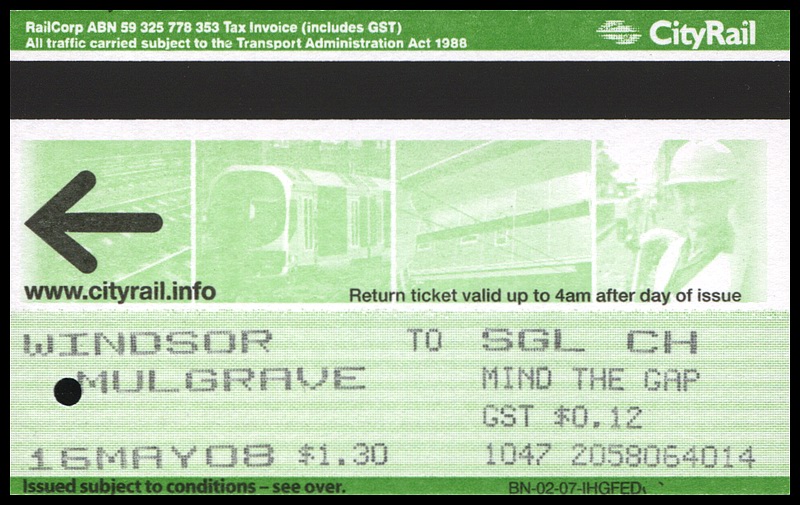 RailCorp ABN 59 325 778 353 Tax Invoice (includes GST)
All traffic carried subject to the Transport Administration Act 1988
CityRail
www.cityrail.info
Return ticket valid up to 4am after day of issue
WINDSOR TO SGL CH
MULGRAVE MIND THE GAP
GST $0.12
16MAY08 $1.30 1047 2058064014
Issued subject to conditions – see over.
BN-02-07-IHGFED